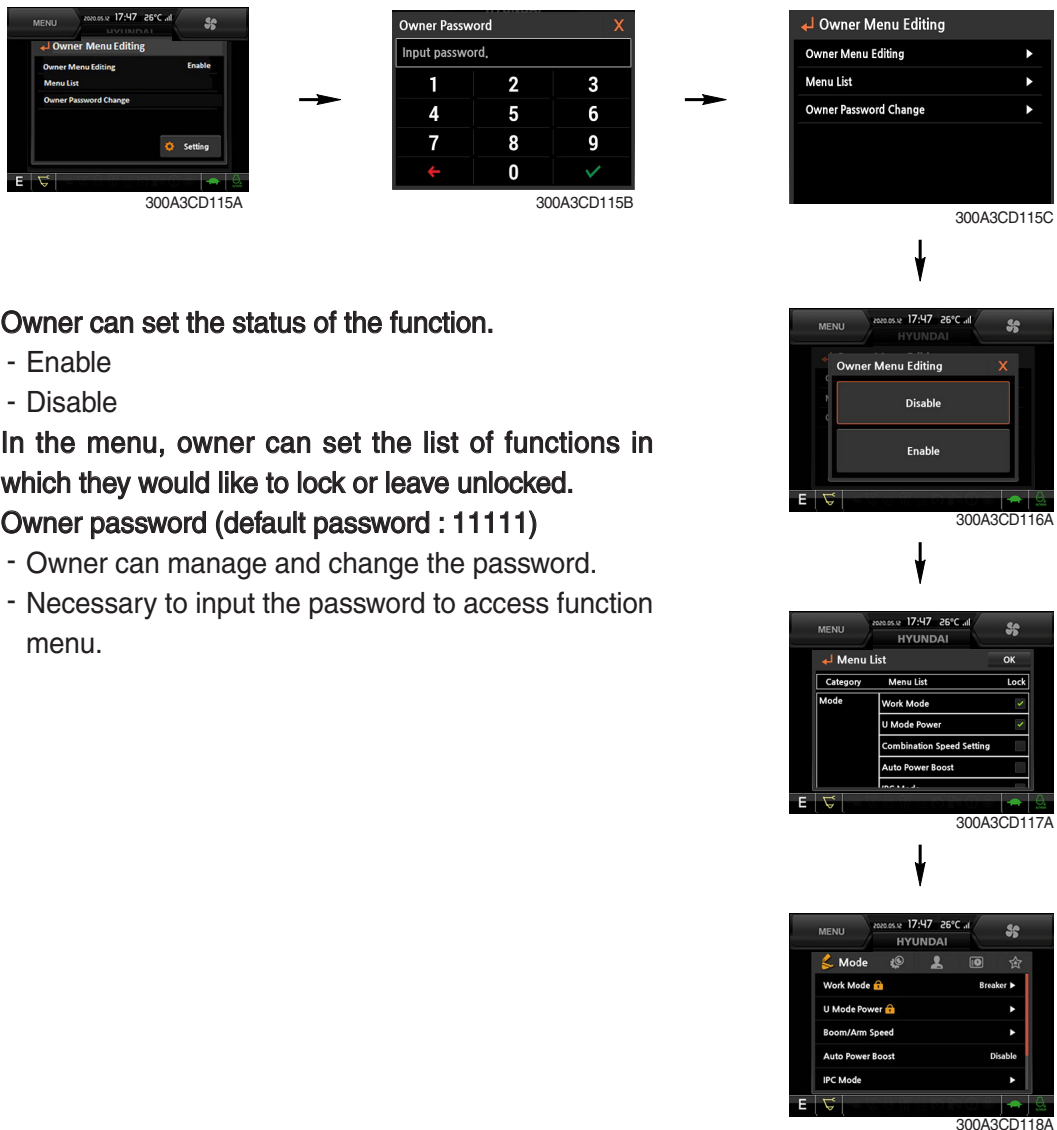 MENU 2020.05.12 17:47 26°C
HYUNDAI
Owner Menu Editing
Owner Menu Editing Enable
Menu List
Owner Password Change
Setting
E
300A3CD115A
Owner Password X
Input password.
1 2 3
4 5 6
7 8 9
0
300A3CD115B
Owner Menu Editing
Owner Menu Editing
Menu List
Owner Password Change
300A3CD115C
Owner can set the status of the function.
- Enable
- Disable
In the menu, owner can set the list of functions in
which they would like to lock or leave unlocked.
Owner password (default password : 11111)
- Owner can manage and change the password.
- Necessary to input the password to access function
menu.
MENU 2020.05.12 17:47 26°C
HYUNDAI
Owner Menu Editing X
Disable
Enable
E
300A3CD116A
MENU 2020.05.12 17:47 26°C
HYUNDAI
Menu List OK
Category Menu List Lock
Mode Work Mode
U Mode Power
Combination Speed Setting
Auto Power Boost
IPC Mode
E
300A3CD117A
MENU 2020.05.12 17:47 26°C
HYUNDAI
Mode
Work Mode Breaker
U Mode Power
Boom/Arm Speed
Auto Power Boost Disable
IPC Mode
E
300A3CD118A